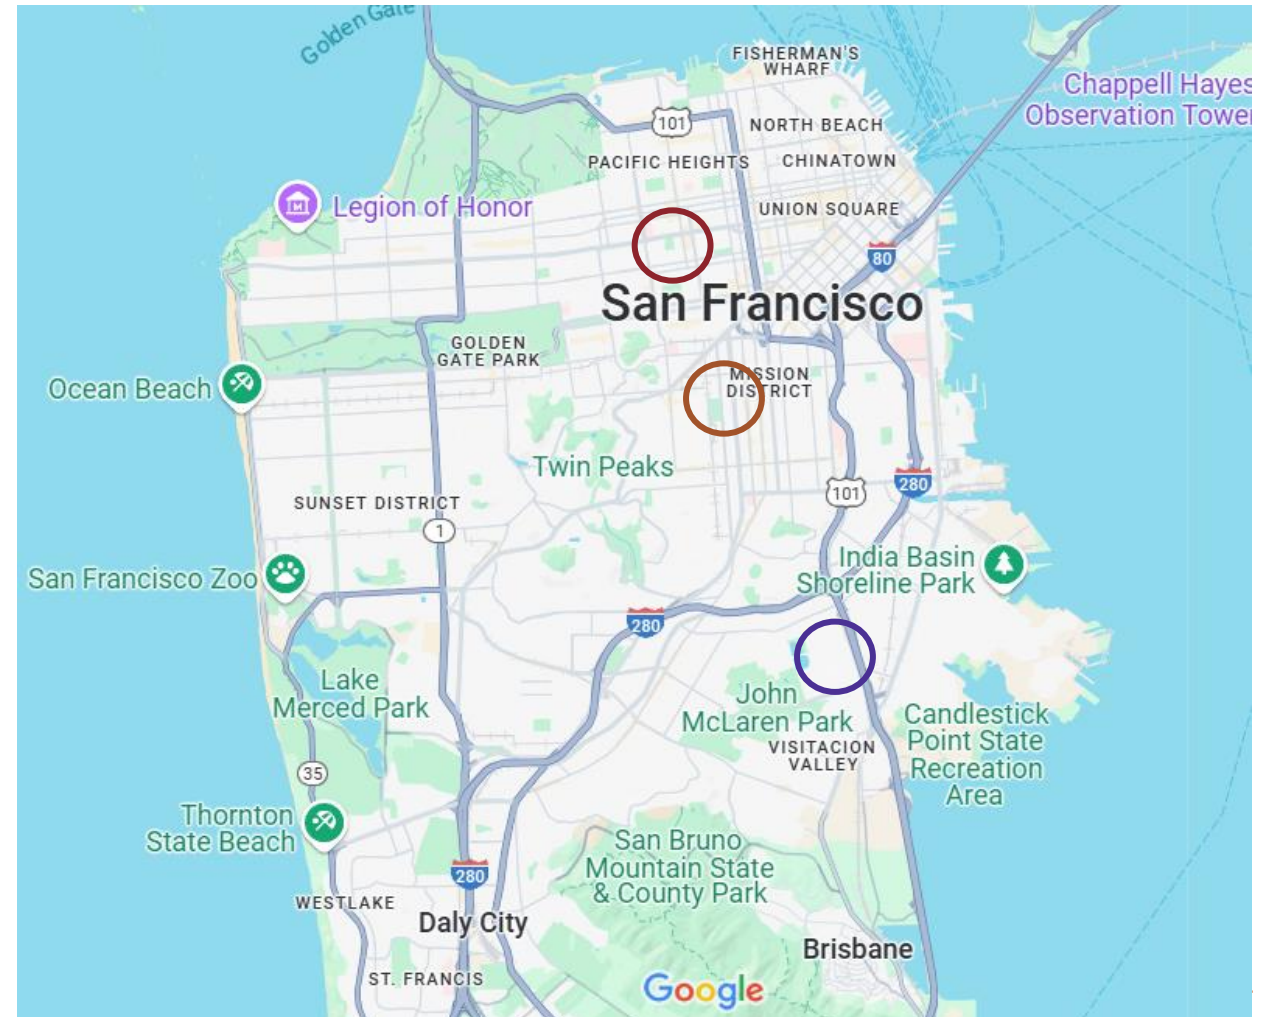 Golden Gate
FISHERMAN'S
WHARF
Chappell Hayes
Observation Tower
101
NORTH BEACH
PACIFIC HEIGHTS
CHINATOWN
Legion of Honor
UNION SQUARE
80
San Francisco
GOLDEN
GATE PARK
Ocean Beach
MISSION
DISTRICT
Twin Peaks
280
101
SUNSET DISTRICT
1
India Basin
Shoreline Park
San Francisco Zoo
280
Lake
Merced Park
John
McLaren Park
Candlestick
Point State
Recreation
Area
VISITACION
VALLEY
35
Thornton
State Beach
San Bruno
Mountain State
& County Park
280
WESTLAKE
Daly City
Brisbane
ST. FRANCIS
Google